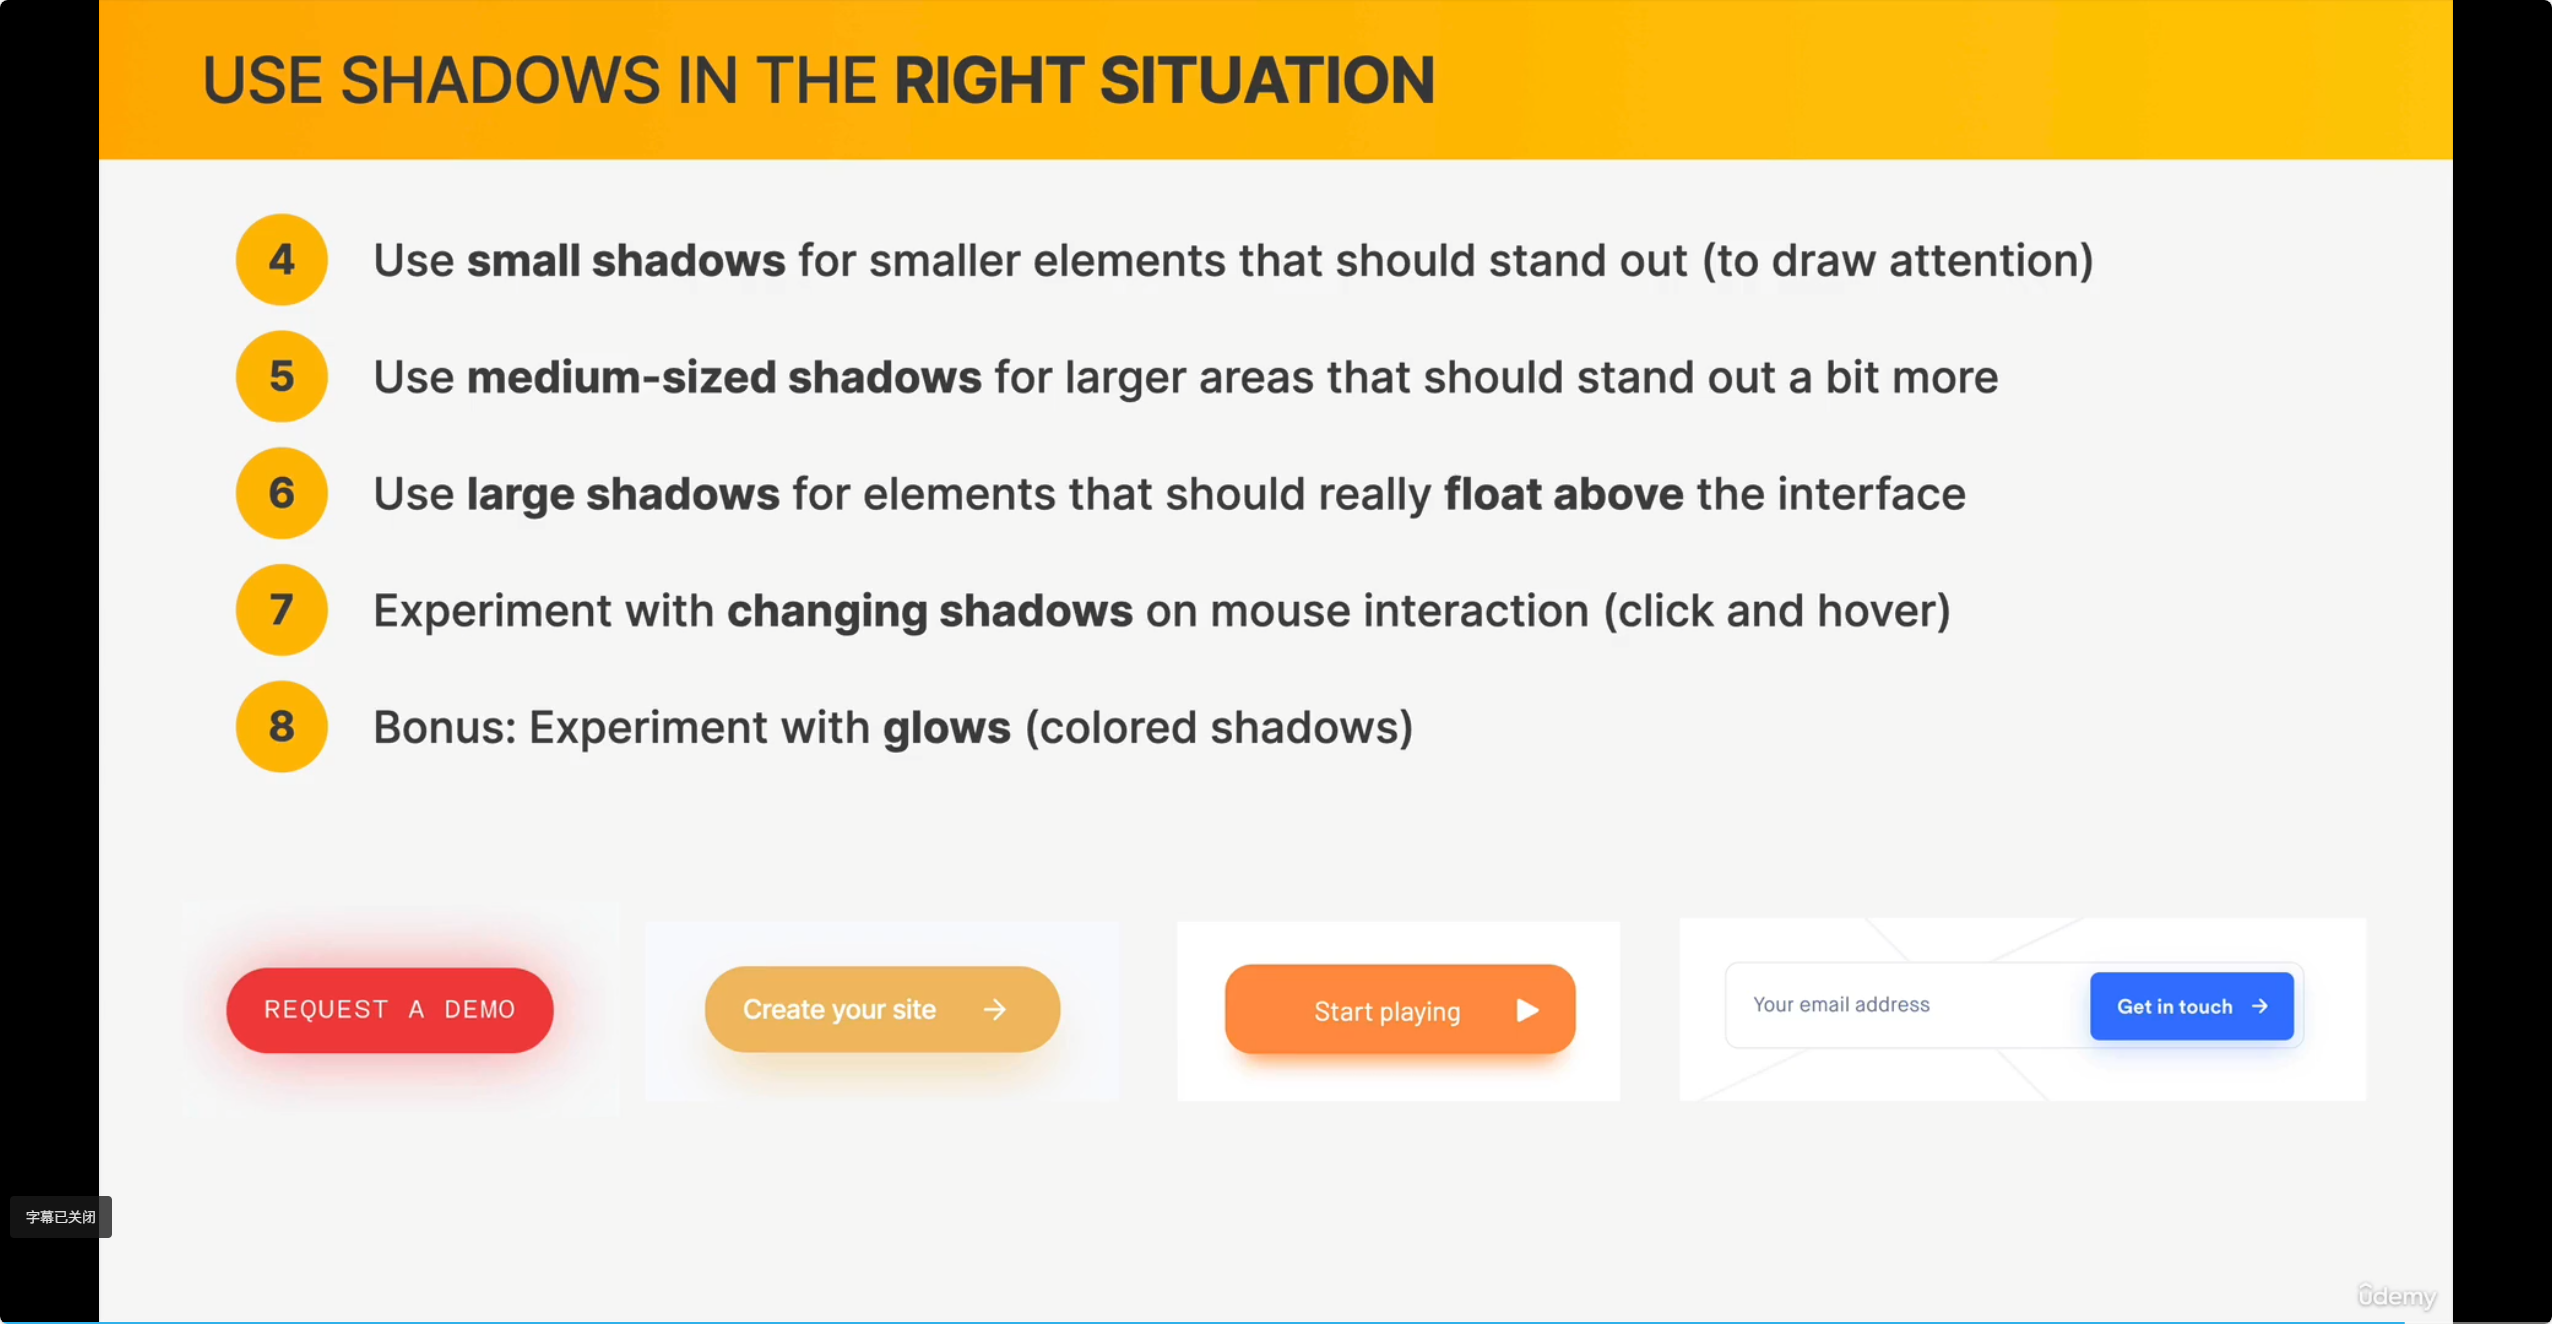 USE SHADOWS IN THE RIGHT SITUATION
4 Use small shadows for smaller elements that should stand out (to draw attention)
5 Use medium-sized shadows for larger areas that should stand out a bit more
6 Use large shadows for elements that should really float above the interface
7 Experiment with changing shadows on mouse interaction (click and hover)
8 Bonus: Experiment with glows (colored shadows)
REQUEST A DEMO
Create your site →
Start playing
Your email address
Get in touch →
字幕已关闭
ûdemy